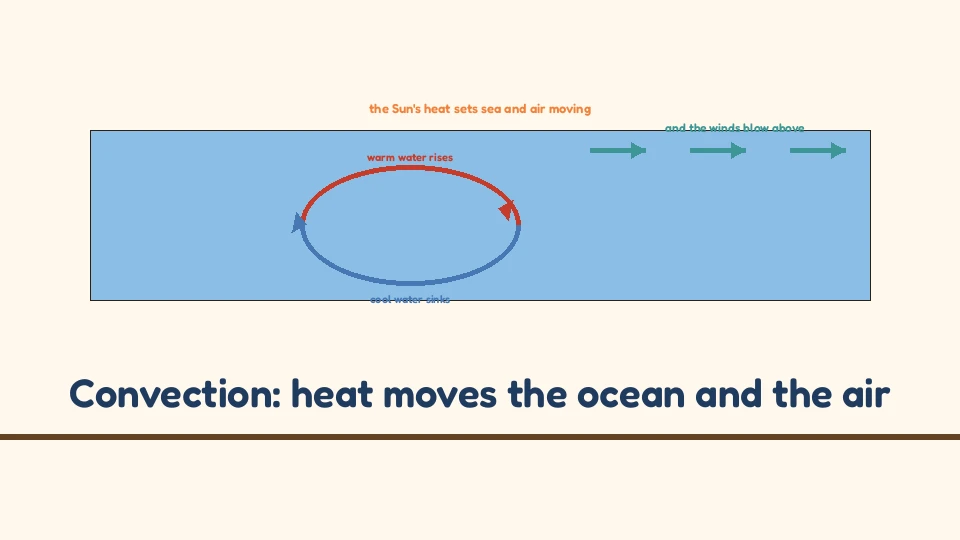 the Sun's heat sets sea and air moving
and the winds blow above
warm water rises
cool water sinks
Convection: heat moves the ocean and the air